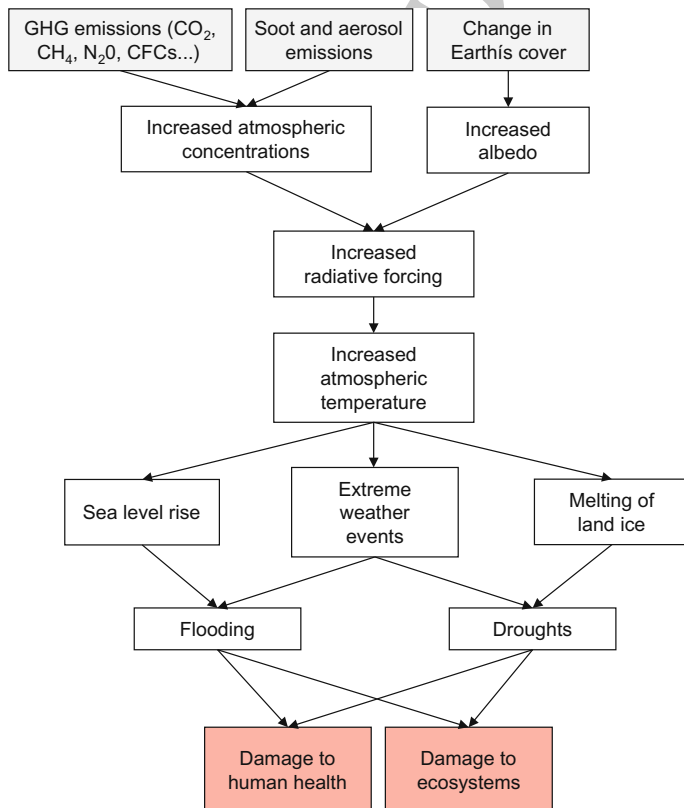 GHG emissions (CO₂,
CH₄, N₂0, CFCs...)
Soot and aerosol
emissions
Change in
Earthís cover
Increased atmospheric
concentrations
Increased
albedo
Increased
radiative forcing
Increased
atmospheric
temperature
Sea level rise
Extreme
weather
events
Melting of
land ice
Flooding
Droughts
Damage to
human health
Damage to
ecosystems